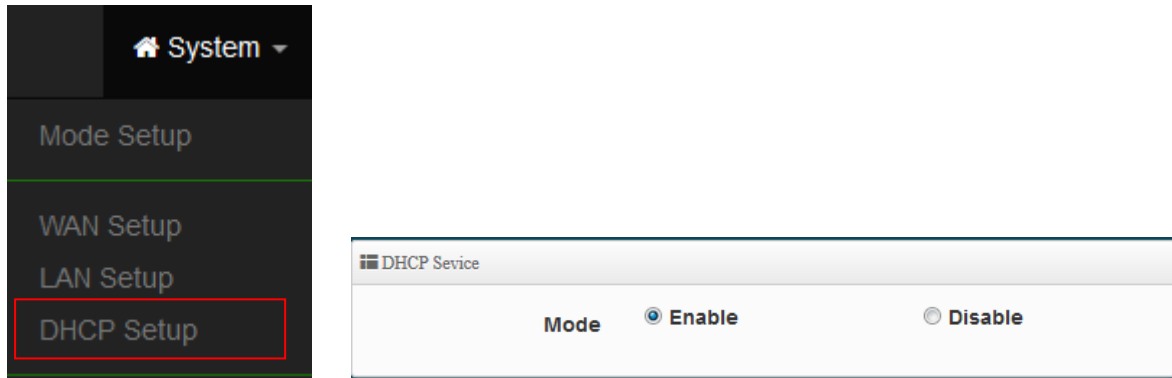 System
Mode Setup
WAN Setup
LAN Setup
DHCP Setup
DHCP Sevice
Mode Enable Disable